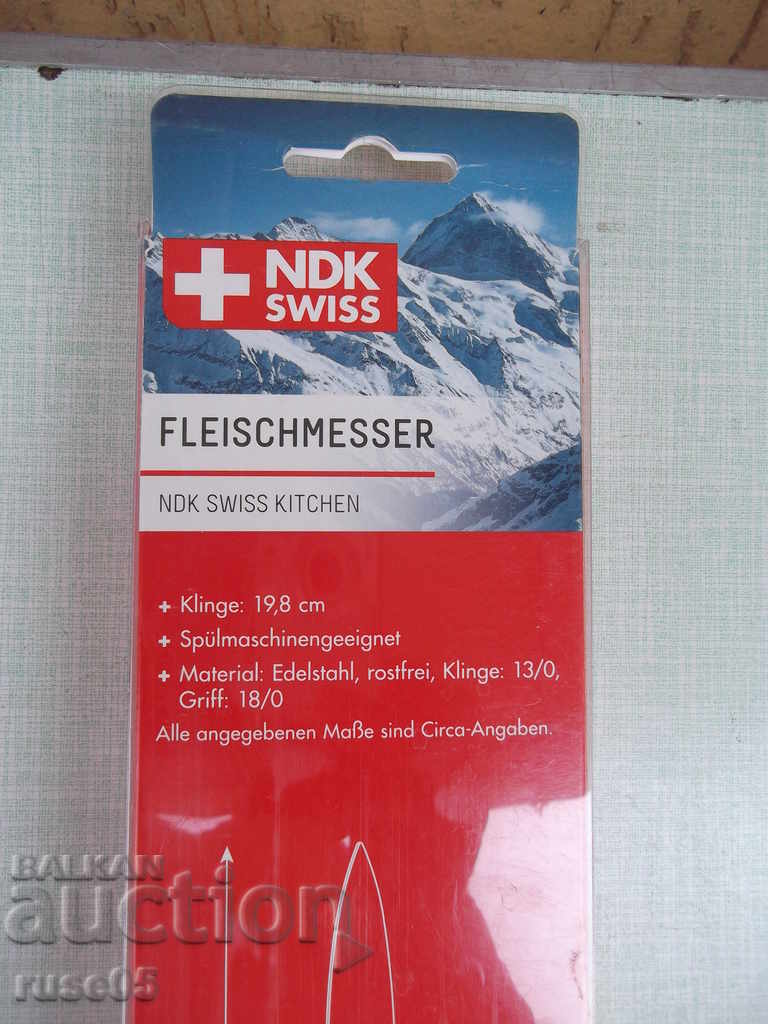 NDK
SWISS
FLEISCHMESSER
NDK SWISS KITCHEN
+ Klinge: 19,8 cm
+ Spülmaschinengeeignet
+ Material: Edelstahl, rostfrei, Klinge: 13/0,
Griff: 18/0
Alle angegebenen Maße sind Circa-Angaben.
BALKAN
auction
ruse05